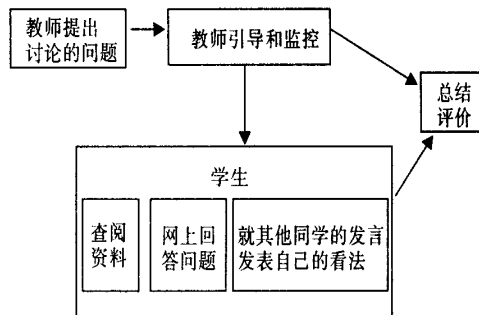 教师提出
讨论的问题
教师引导和监控
总结
评价
学生
查阅
资料
网上回
答问题
就其他同学的发言
发表自己的看法